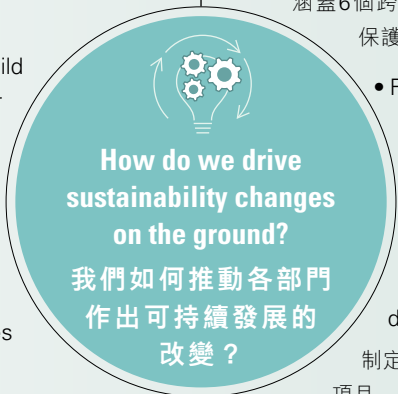 涵蓋6個跨
保護
How do we drive
sustainability changes
on the ground?
我們如何推動各部門
作出可持續發展的
改變？
制定
項目